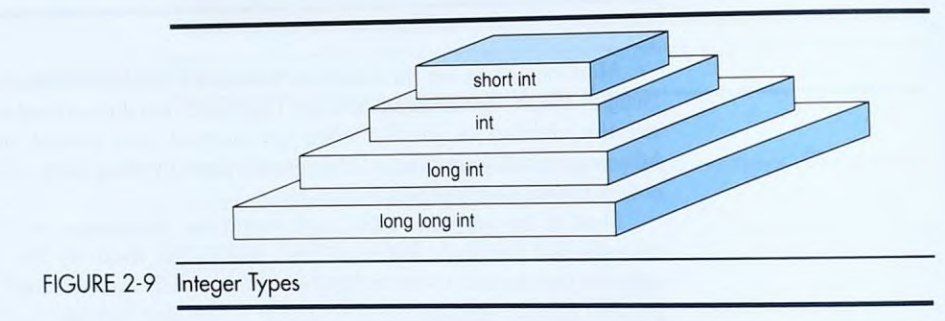 short int
int
long int
long long int
FIGURE 2-9 Integer Types